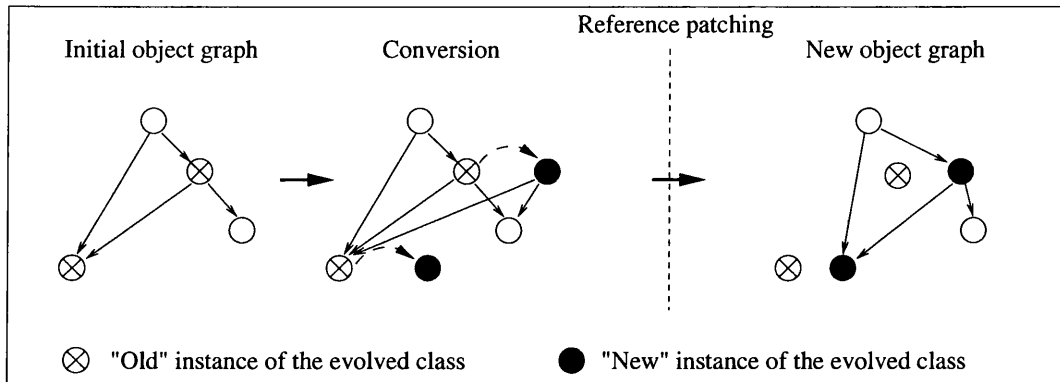 Reference patching
Initial object graph
Conversion
New object graph
"Old" instance of the evolved class
"New" instance of the evolved class